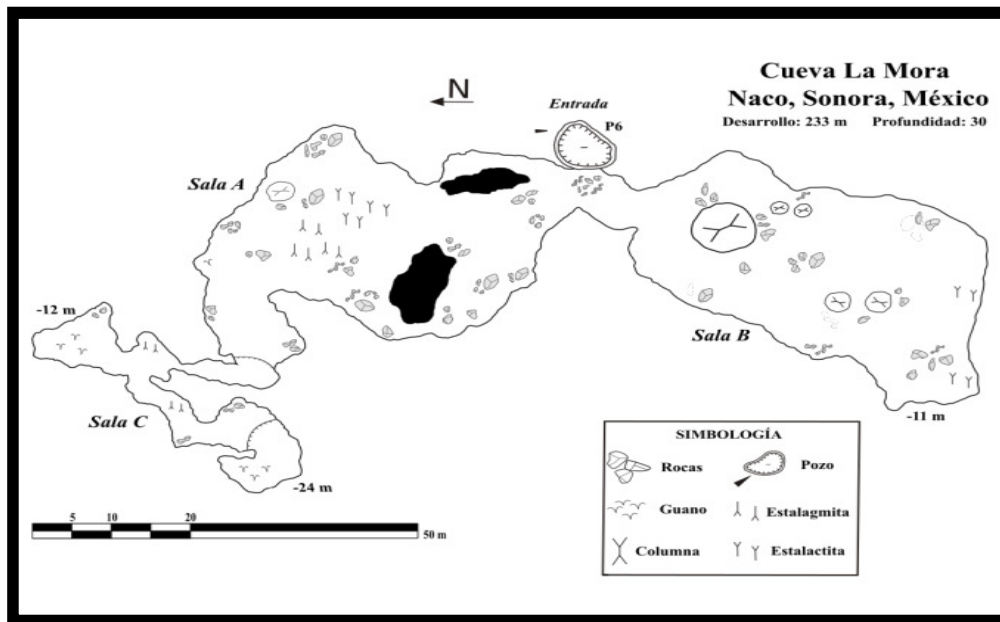 Cueva La Mora
Naco, Sonora, México
Desarrollo: 233 m Profundidad: 30
N
Entrada
P6
Sala A
-12 m
Sala B
Sala C
-11 m
-24 m
SIMBOLOGÍA
Rocas
Pozo
Guano
Estalagmita
Columna
Estalactita
5 10 20
50 m